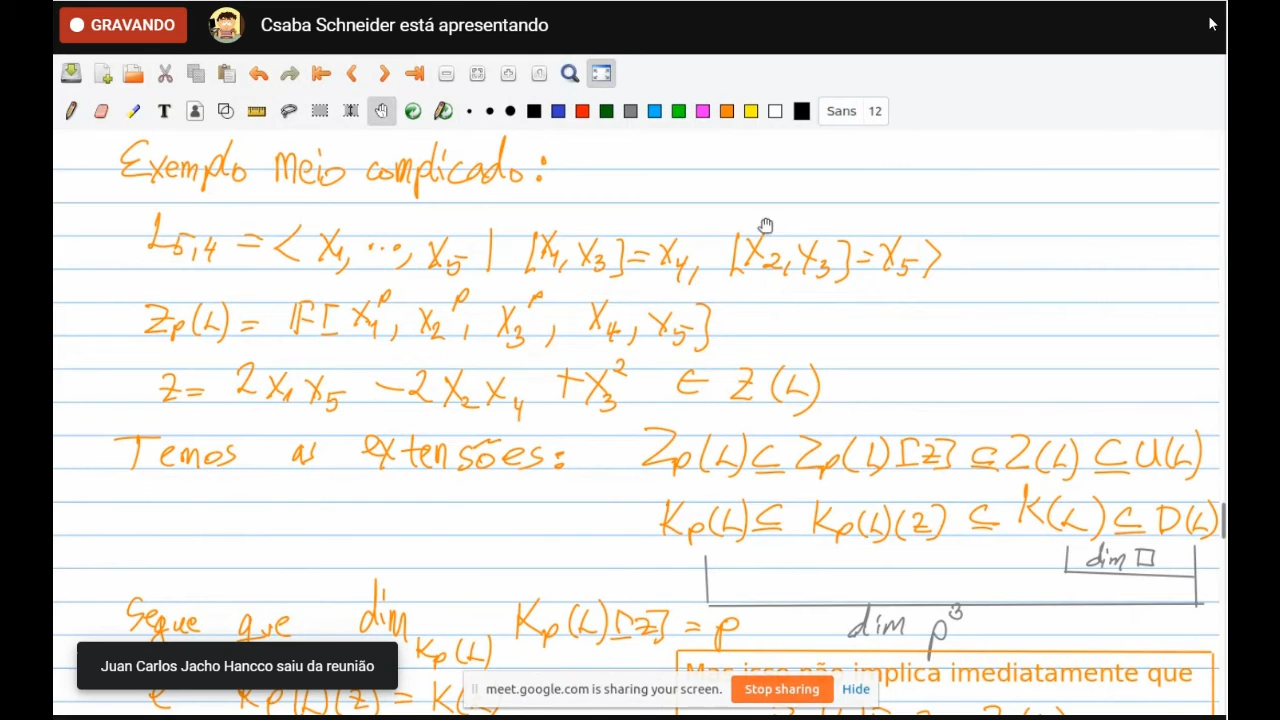 GRAVANDO Csaba Schneider está apresentando
T Sans 12
Exemplo meio complicado:
L5,4 = < x1, ..., x5 | [x1, x3] = x4, [x2, x3] = x5 >
Zp(L) = F[x1^p, x2^p, x3^p, x4, x5]
z = 2x1x5 - 2x2x4 + x3^2 ∈ Z(L)
Temos as extensões: Zp(L) ⊆ Zp(L)[z] ⊆ Z(L) ⊆ U(L)
Kp(L) ⊆ Kp(L)(z) ⊆ K(L) ⊆ D(L)
dim □
Segue que dim Kp(L) Kp(L)[z] = p dim p^3
Juan Carlos Jacho Hancco saiu da reunião
Mas isso não implica imediatamente que
meet.google.com is sharing your screen. Stop sharing Hide
e Kp(L)(z) = K(L)